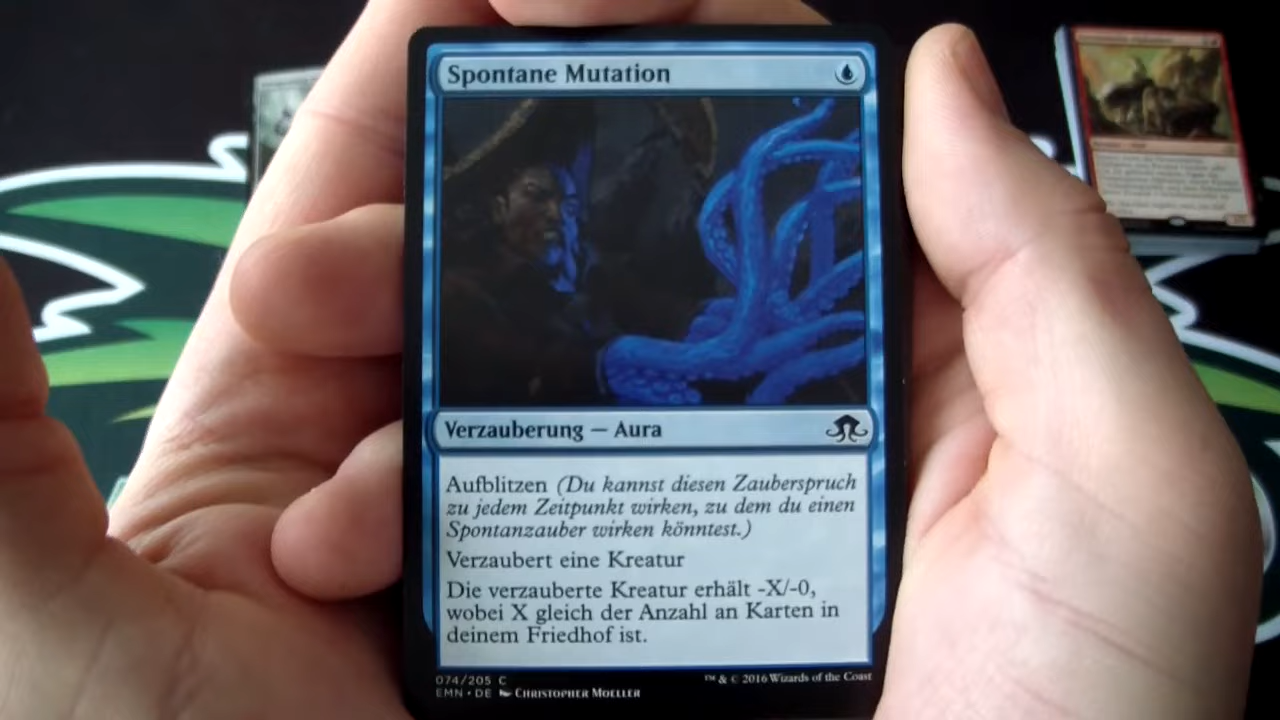 Spontane Mutation
Verzauberung — Aura
Aufblitzen (Du kannst diesen Zauberspruch
zu jedem Zeitpunkt wirken, zu dem du einen
Spontanzauber wirken könntest.)
Verzaubert eine Kreatur
Die verzauberte Kreatur erhält -X/-0,
wobei X gleich der Anzahl an Karten in
deinem Friedhof ist.
074/205 C
EMN • DE Christopher Moeller
™ & © 2016 Wizards of the Coast